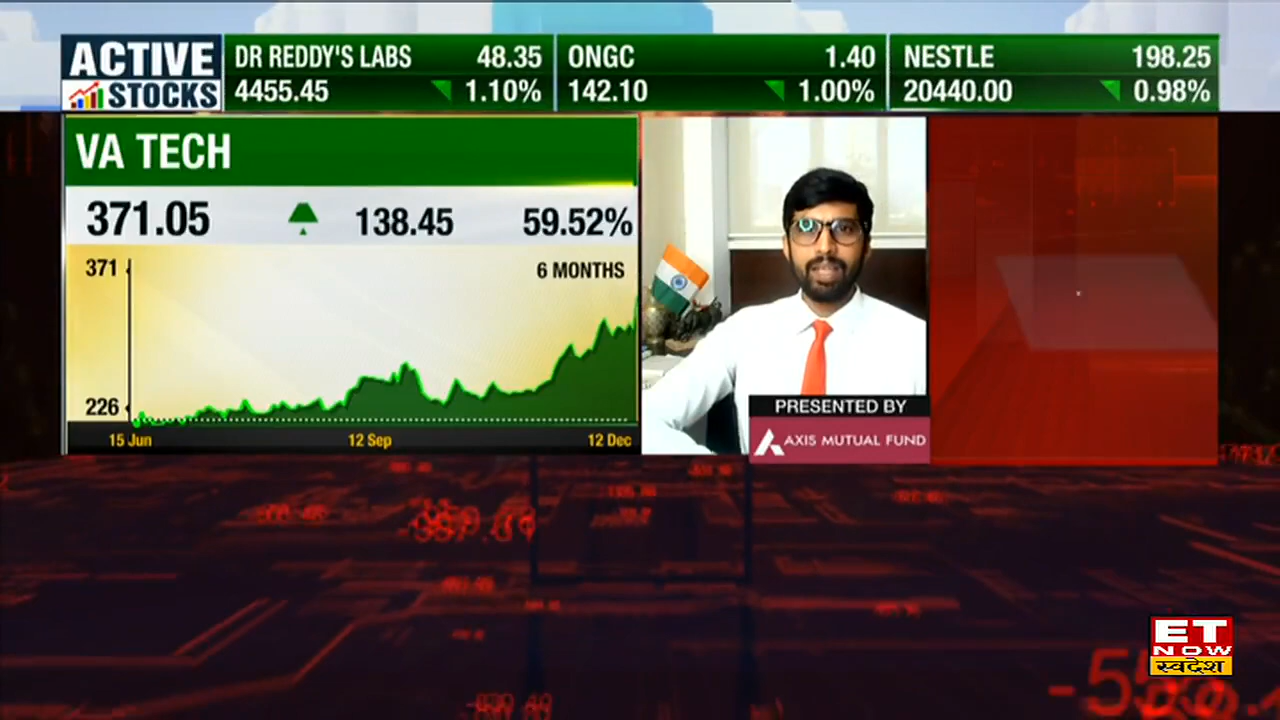 ACTIVE
STOCKS
DR REDDY'S LABS 48.35
4455.45 1.10%
ONGC 1.40
142.10 1.00%
NESTLE 198.25
20440.00 0.98%
VA TECH
371.05 138.45 59.52%
371 6 MONTHS
226
15 Jun 12 Sep 12 Dec
PRESENTED BY
AXIS MUTUAL FUND
ET
NOW
स्वदेश